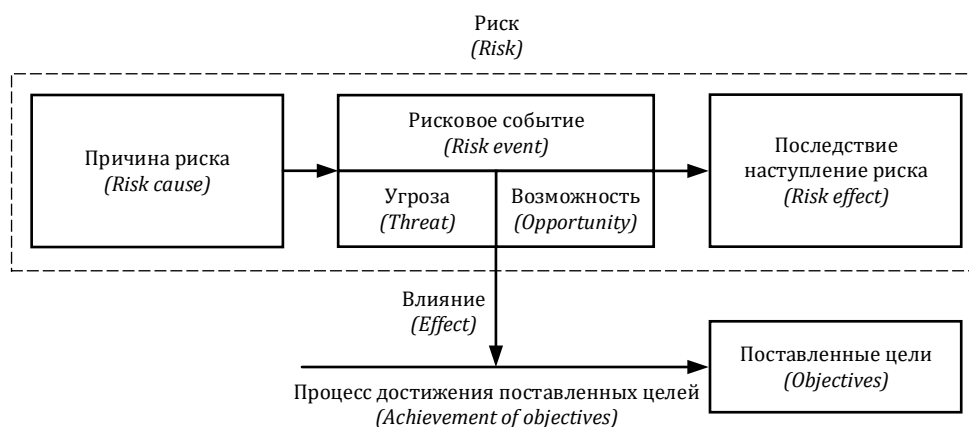 Риск
(Risk)
Причина риска
(Risk cause)
Рисковое событие
(Risk event)
Угроза
(Threat)
Возможность
(Opportunity)
Последствие
наступление риска
(Risk effect)
Влияние
(Effect)
Процесс достижения поставленных целей
(Achievement of objectives)
Поставленные цели
(Objectives)